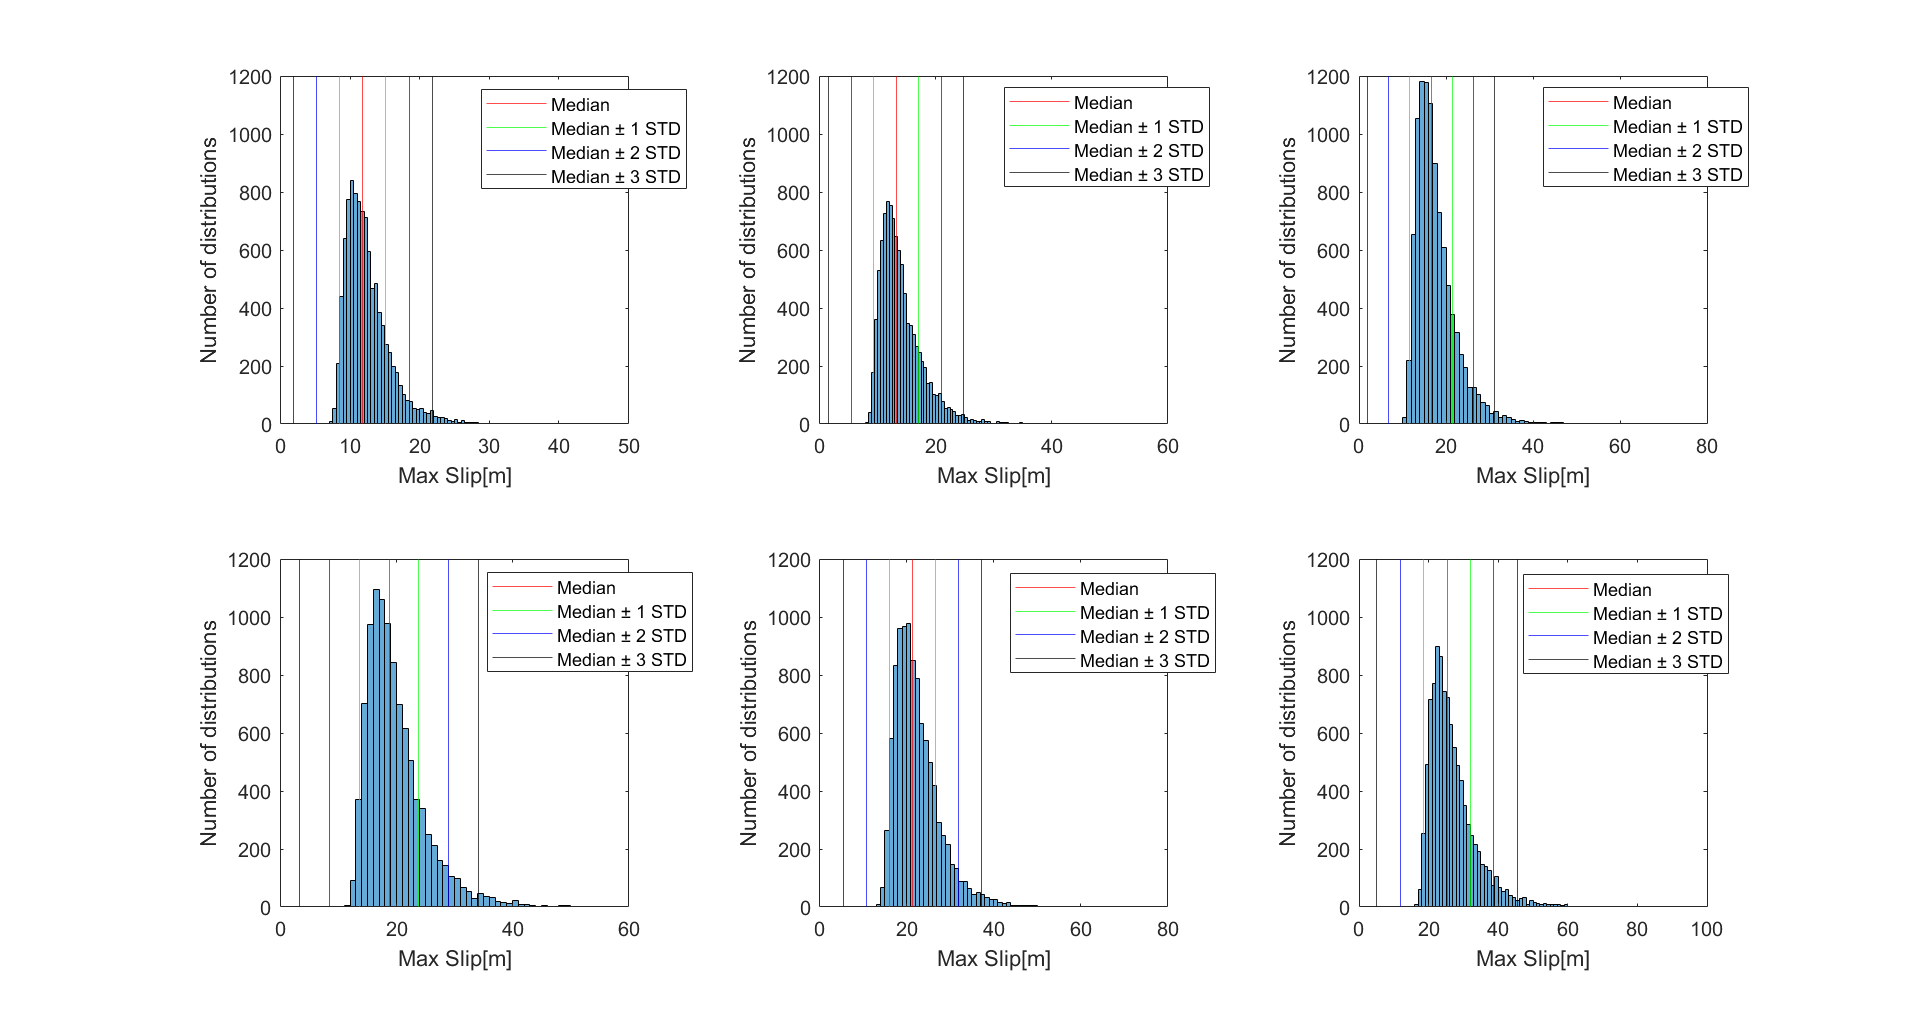 1200
1000
800
600
400
200
0
0 10 20 30 40 50
Number of distributions
Max Slip[m]
Median
Median ± 1 STD
Median ± 2 STD
Median ± 3 STD
1200
1000
800
600
400
200
0
0 20 40 60
Number of distributions
Max Slip[m]
Median
Median ± 1 STD
Median ± 2 STD
Median ± 3 STD
1200
1000
800
600
400
200
0
0 20 40 60 80
Number of distributions
Max Slip[m]
Median
Median ± 1 STD
Median ± 2 STD
Median ± 3 STD
1200
1000
800
600
400
200
0
0 20 40 60
Number of distributions
Max Slip[m]
Median
Median ± 1 STD
Median ± 2 STD
Median ± 3 STD
1200
1000
800
600
400
200
0
0 20 40 60 80
Number of distributions
Max Slip[m]
Median
Median ± 1 STD
Median ± 2 STD
Median ± 3 STD
1200
1000
800
600
400
200
0
0 20 40 60 80 100
Number of distributions
Max Slip[m]
Median
Median ± 1 STD
Median ± 2 STD
Median ± 3 STD